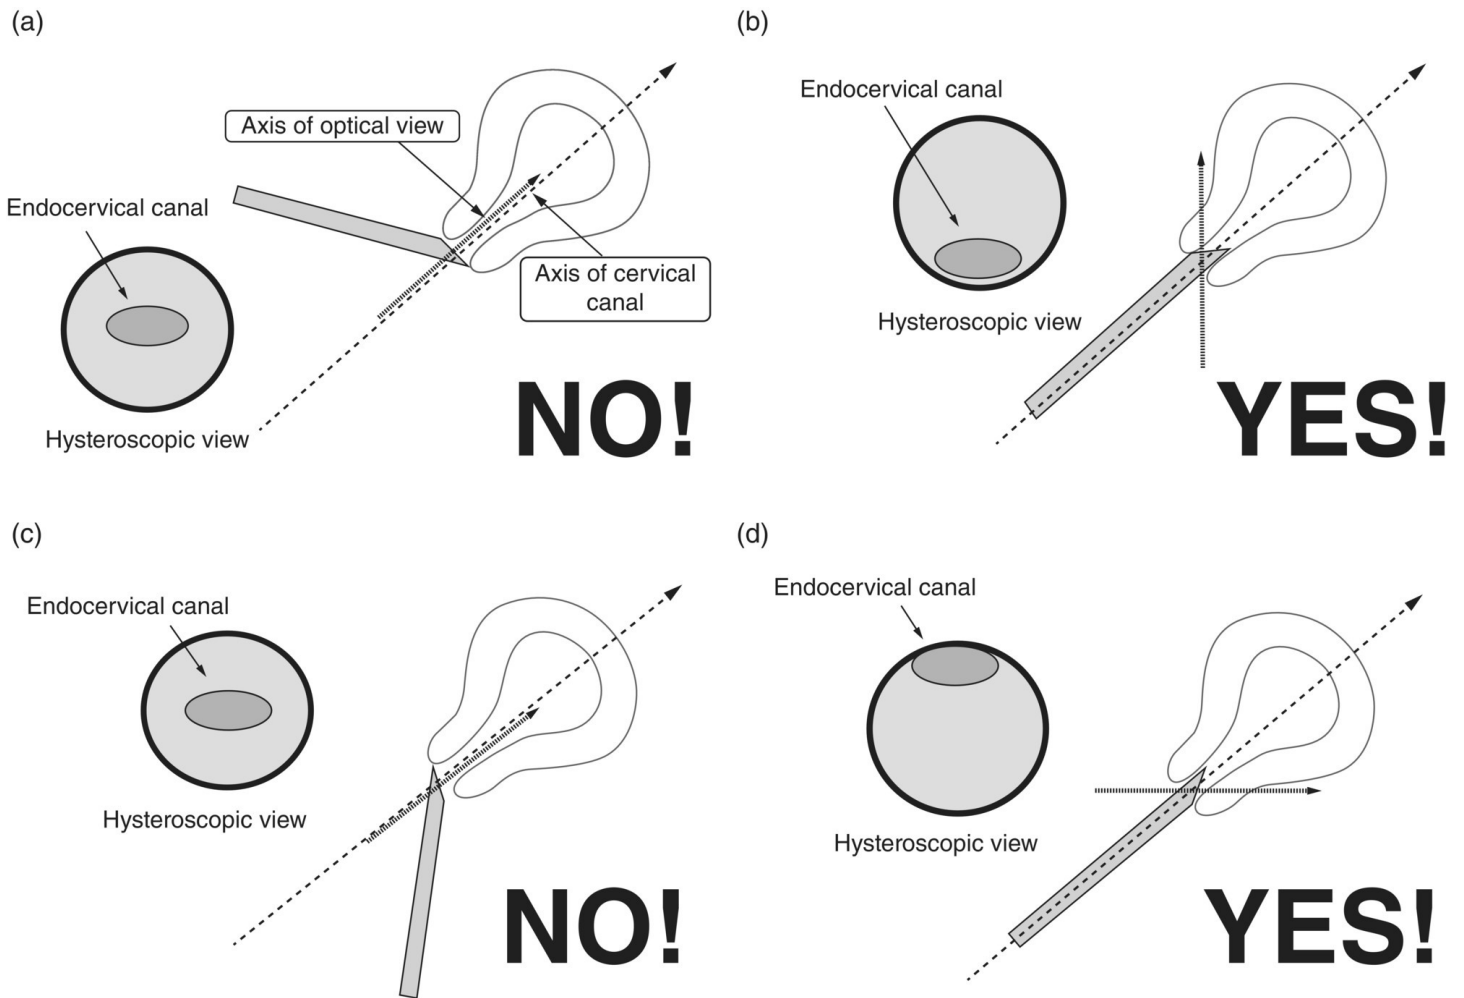 (a)
Axis of optical view
Endocervical canal
Axis of cervical
canal
Hysteroscopic view
NO!
(b)
Endocervical canal
Hysteroscopic view
YES!
(c)
Endocervical canal
Hysteroscopic view
NO!
(d)
Endocervical canal
Hysteroscopic view
YES!